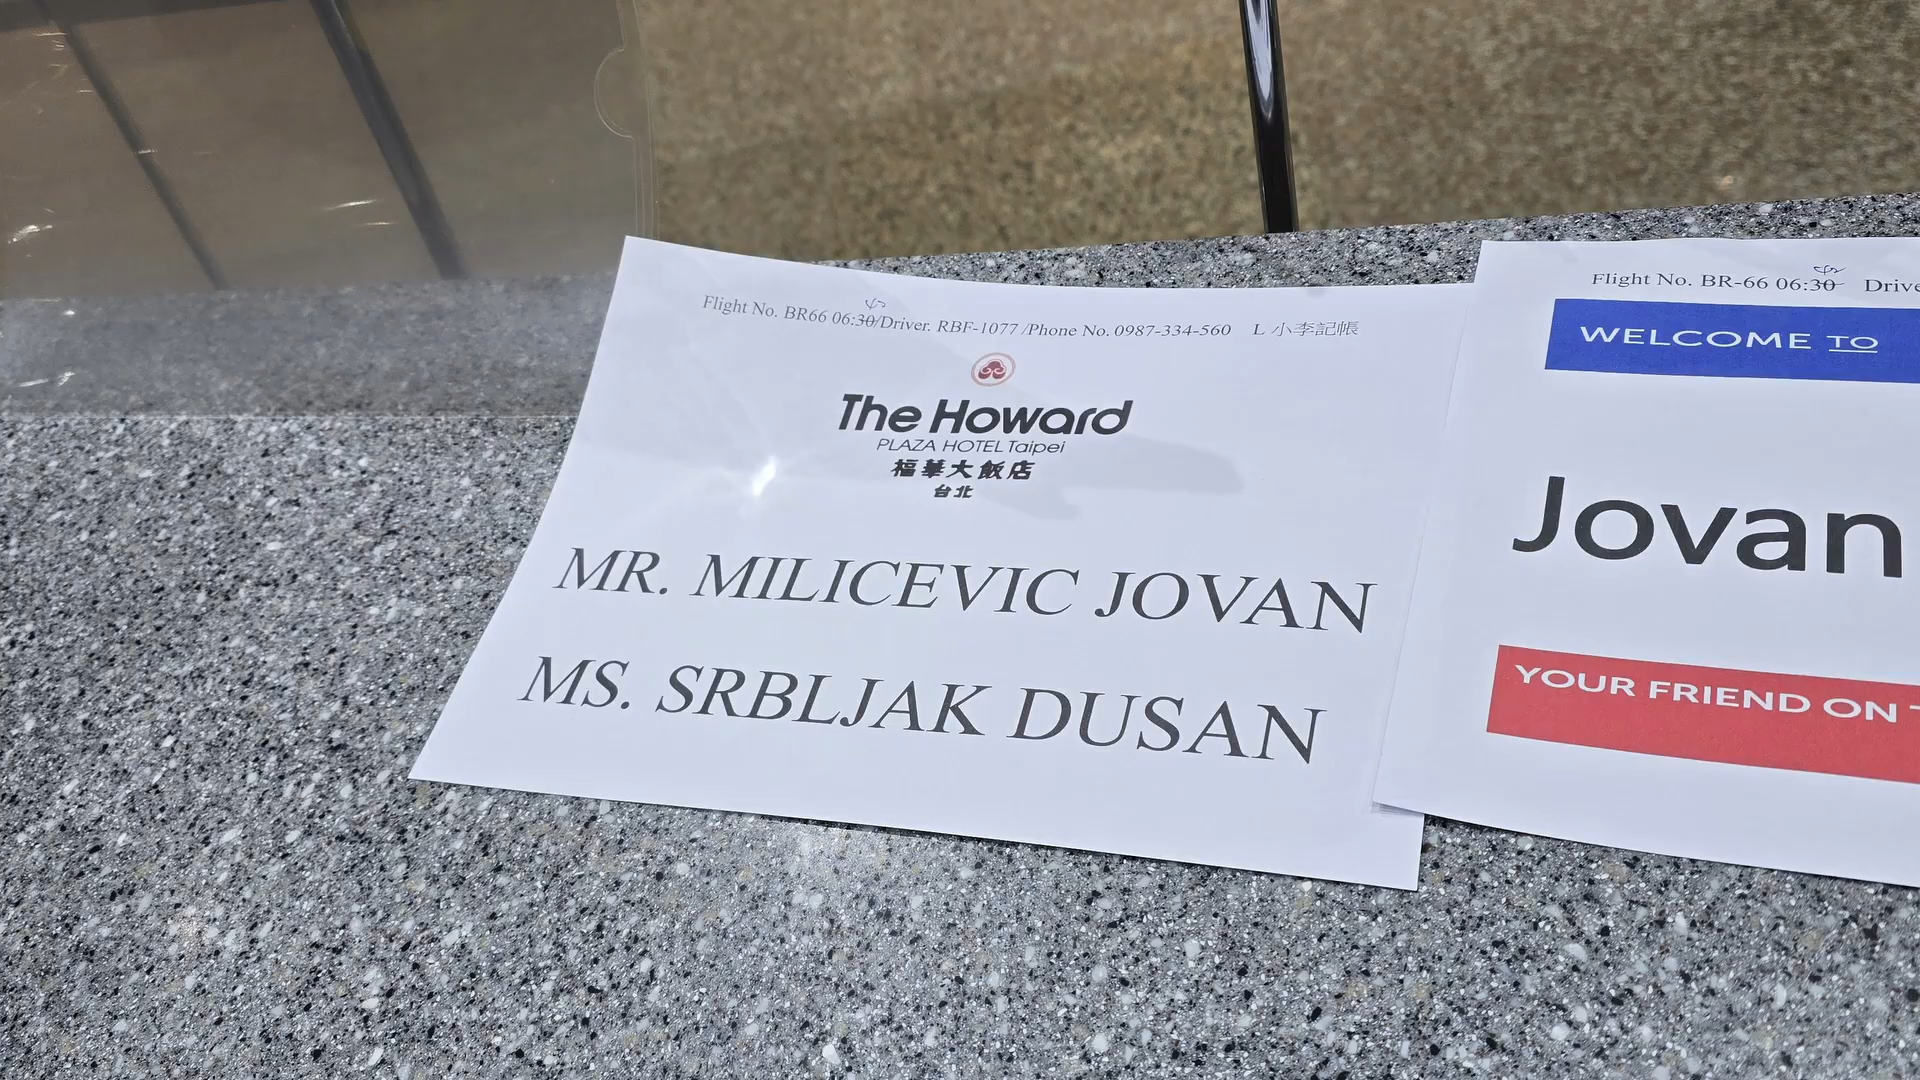 Flight No. BR66 06:30/Driver. RBF-1077 /Phone No. 0987-334-560 L 小李記帳
The Howard
PLAZA HOTEL Taipei
福華大飯店
台北
MR. MILICEVIC JOVAN
MS. SRBLJAK DUSAN
Flight No. BR-66 06:30
WELCOME TO
Jovan
YOUR FRIEND ON